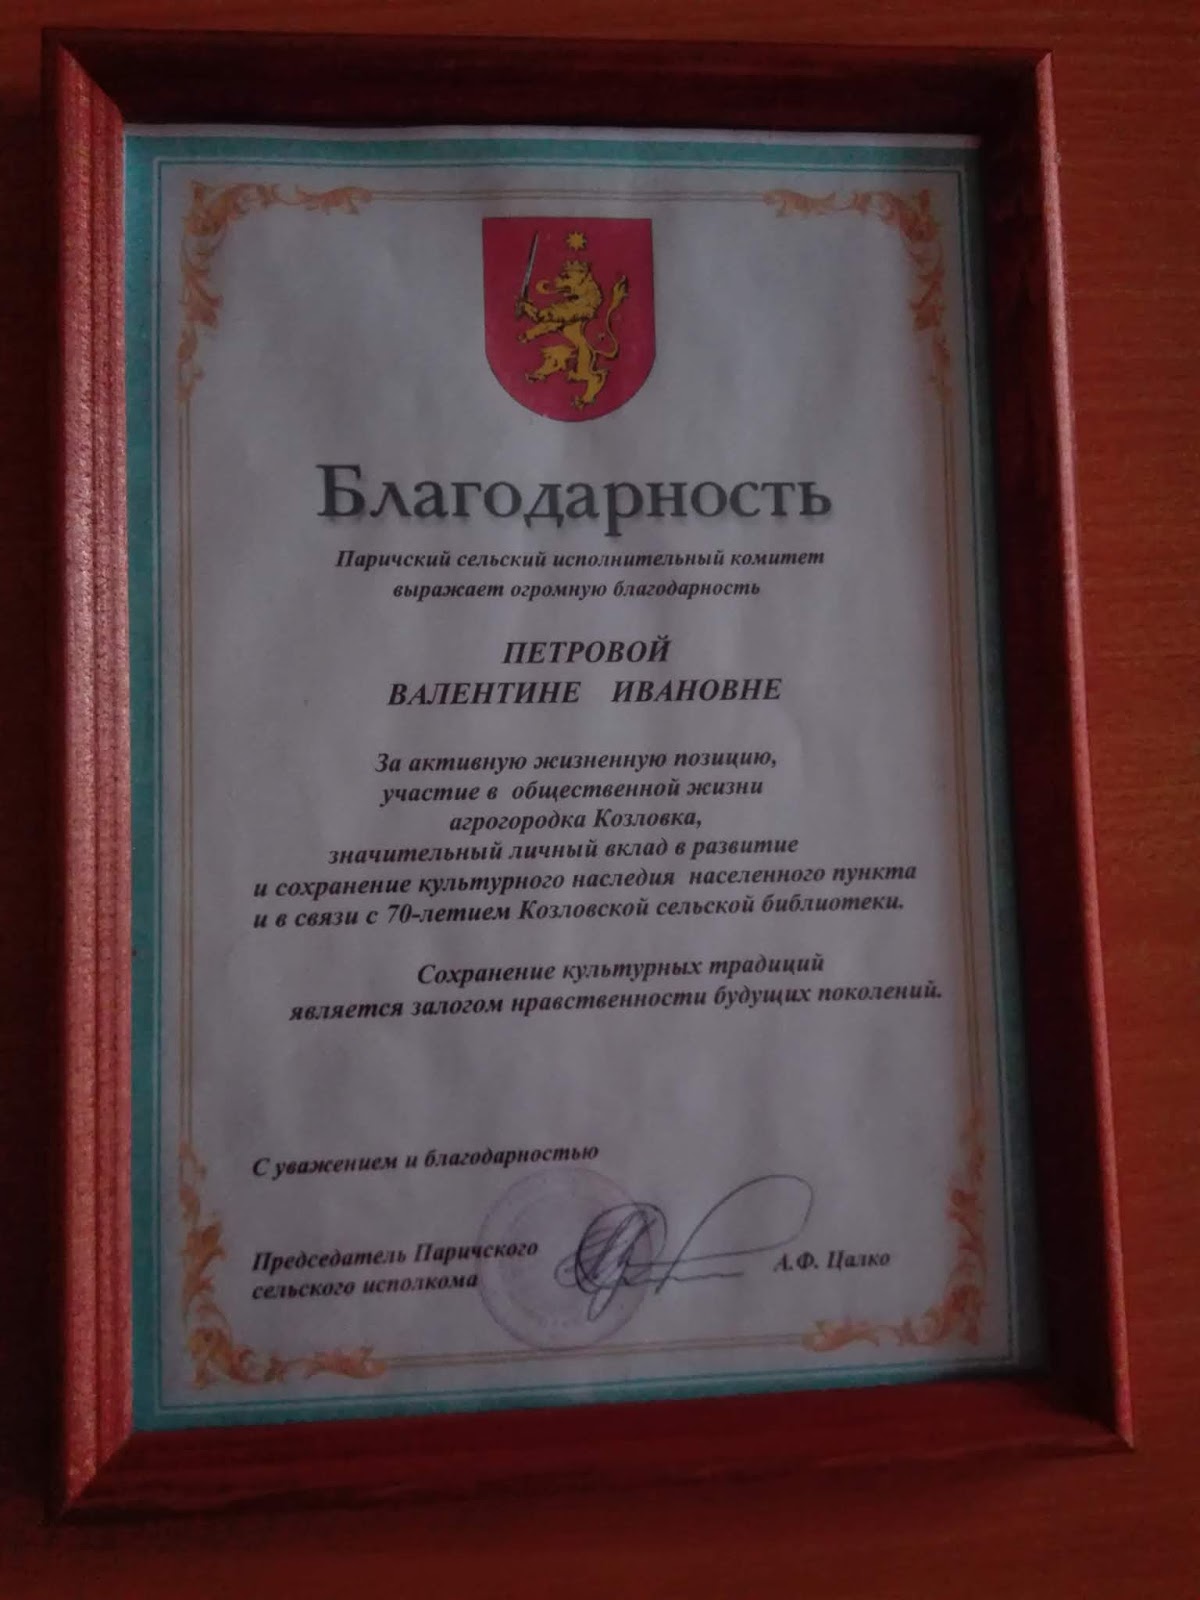 Благодарность
Паричский сельский исполнительный комитет
выражает огромную благодарность
ПЕТРОВОЙ
ВАЛЕНТИНЕ ИВАНОВНЕ
За активную жизненную позицию,
участие в общественной жизни
агрогородка Козловка,
значительный личный вклад в развитие
и сохранение культурного наследия населенного пункта
и в связи с 70-летием Козловской сельской библиотеки.
Сохранение культурных традиций
является залогом нравственности будущих поколений.
С уважением и благодарностью
Председатель Паричского
сельского исполкома
А.Ф. Цалко